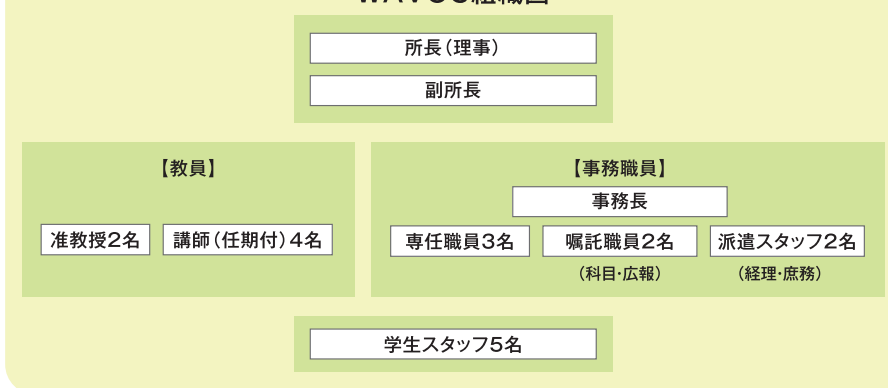 所長（理事）
副所長
【教員】
准教授2名
講師（任期付）4名
【事務職員】
事務長
専任職員3名
嘱託職員2名
（科目・広報）
派遣スタッフ2名
（経理・庶務）
学生スタッフ5名